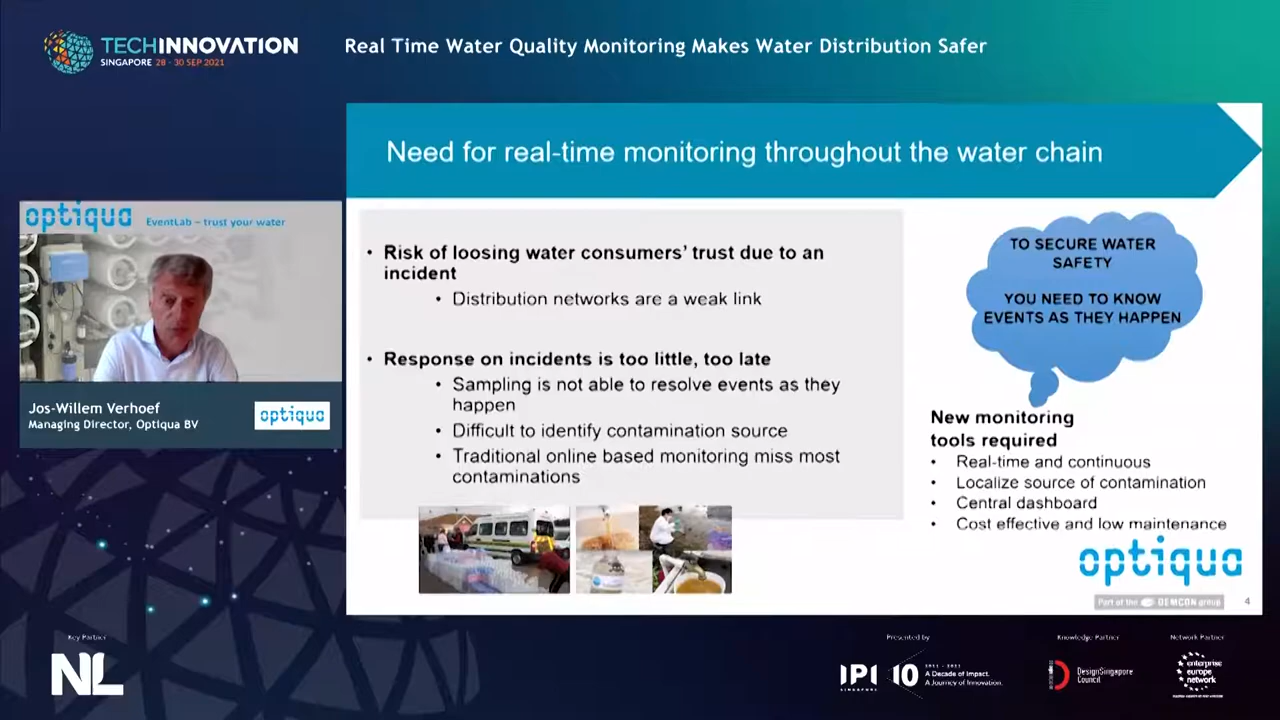 TECHINNOVATION
SINGAPORE 28 - 30 SEP 2021
Real Time Water Quality Monitoring Makes Water Distribution Safer
Need for real-time monitoring throughout the water chain
optiqua EventLab – trust your water
Jos-Willem Verhoef
Managing Director, Optiqua BV
optiqua
• Risk of loosing water consumers' trust due to an
incident
• Distribution networks are a weak link
• Response on incidents is too little, too late
• Sampling is not able to resolve events as they
happen
• Difficult to identify contamination source
• Traditional online based monitoring miss most
contaminations
TO SECURE WATER
SAFETY
YOU NEED TO KNOW
EVENTS AS THEY HAPPEN
New monitoring
tools required
• Real-time and continuous
• Localize source of contamination
• Central dashboard
• Cost effective and low maintenance
optiqua
Part of the DEMCON group
4
Key Partner
NL
Presented by
IPI
SINGAPORE
10
2011 - 2021
A Decade of Impact.
A Journey of Innovation.
Knowledge Partner
DesignSingapore
Council
Network Partner
enterprise
europe
network